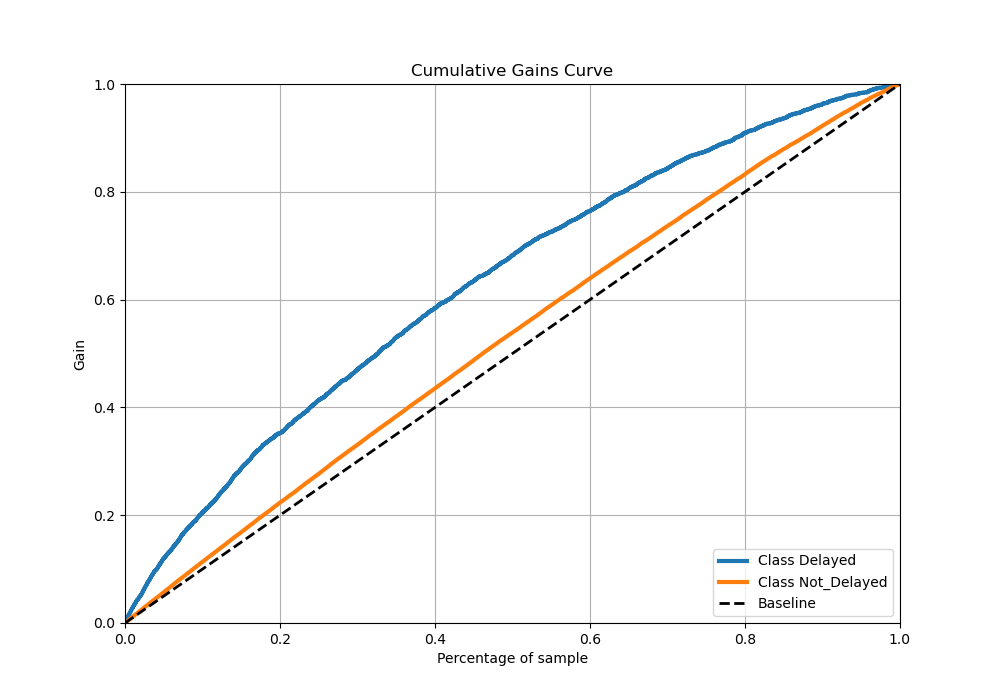 Cumulative Gains Curve
1.0
0.8
0.6
0.4
0.2
0.0
Gain
0.0 0.2 0.4 0.6 0.8 1.0
Percentage of sample
Class Delayed
Class Not_Delayed
Baseline